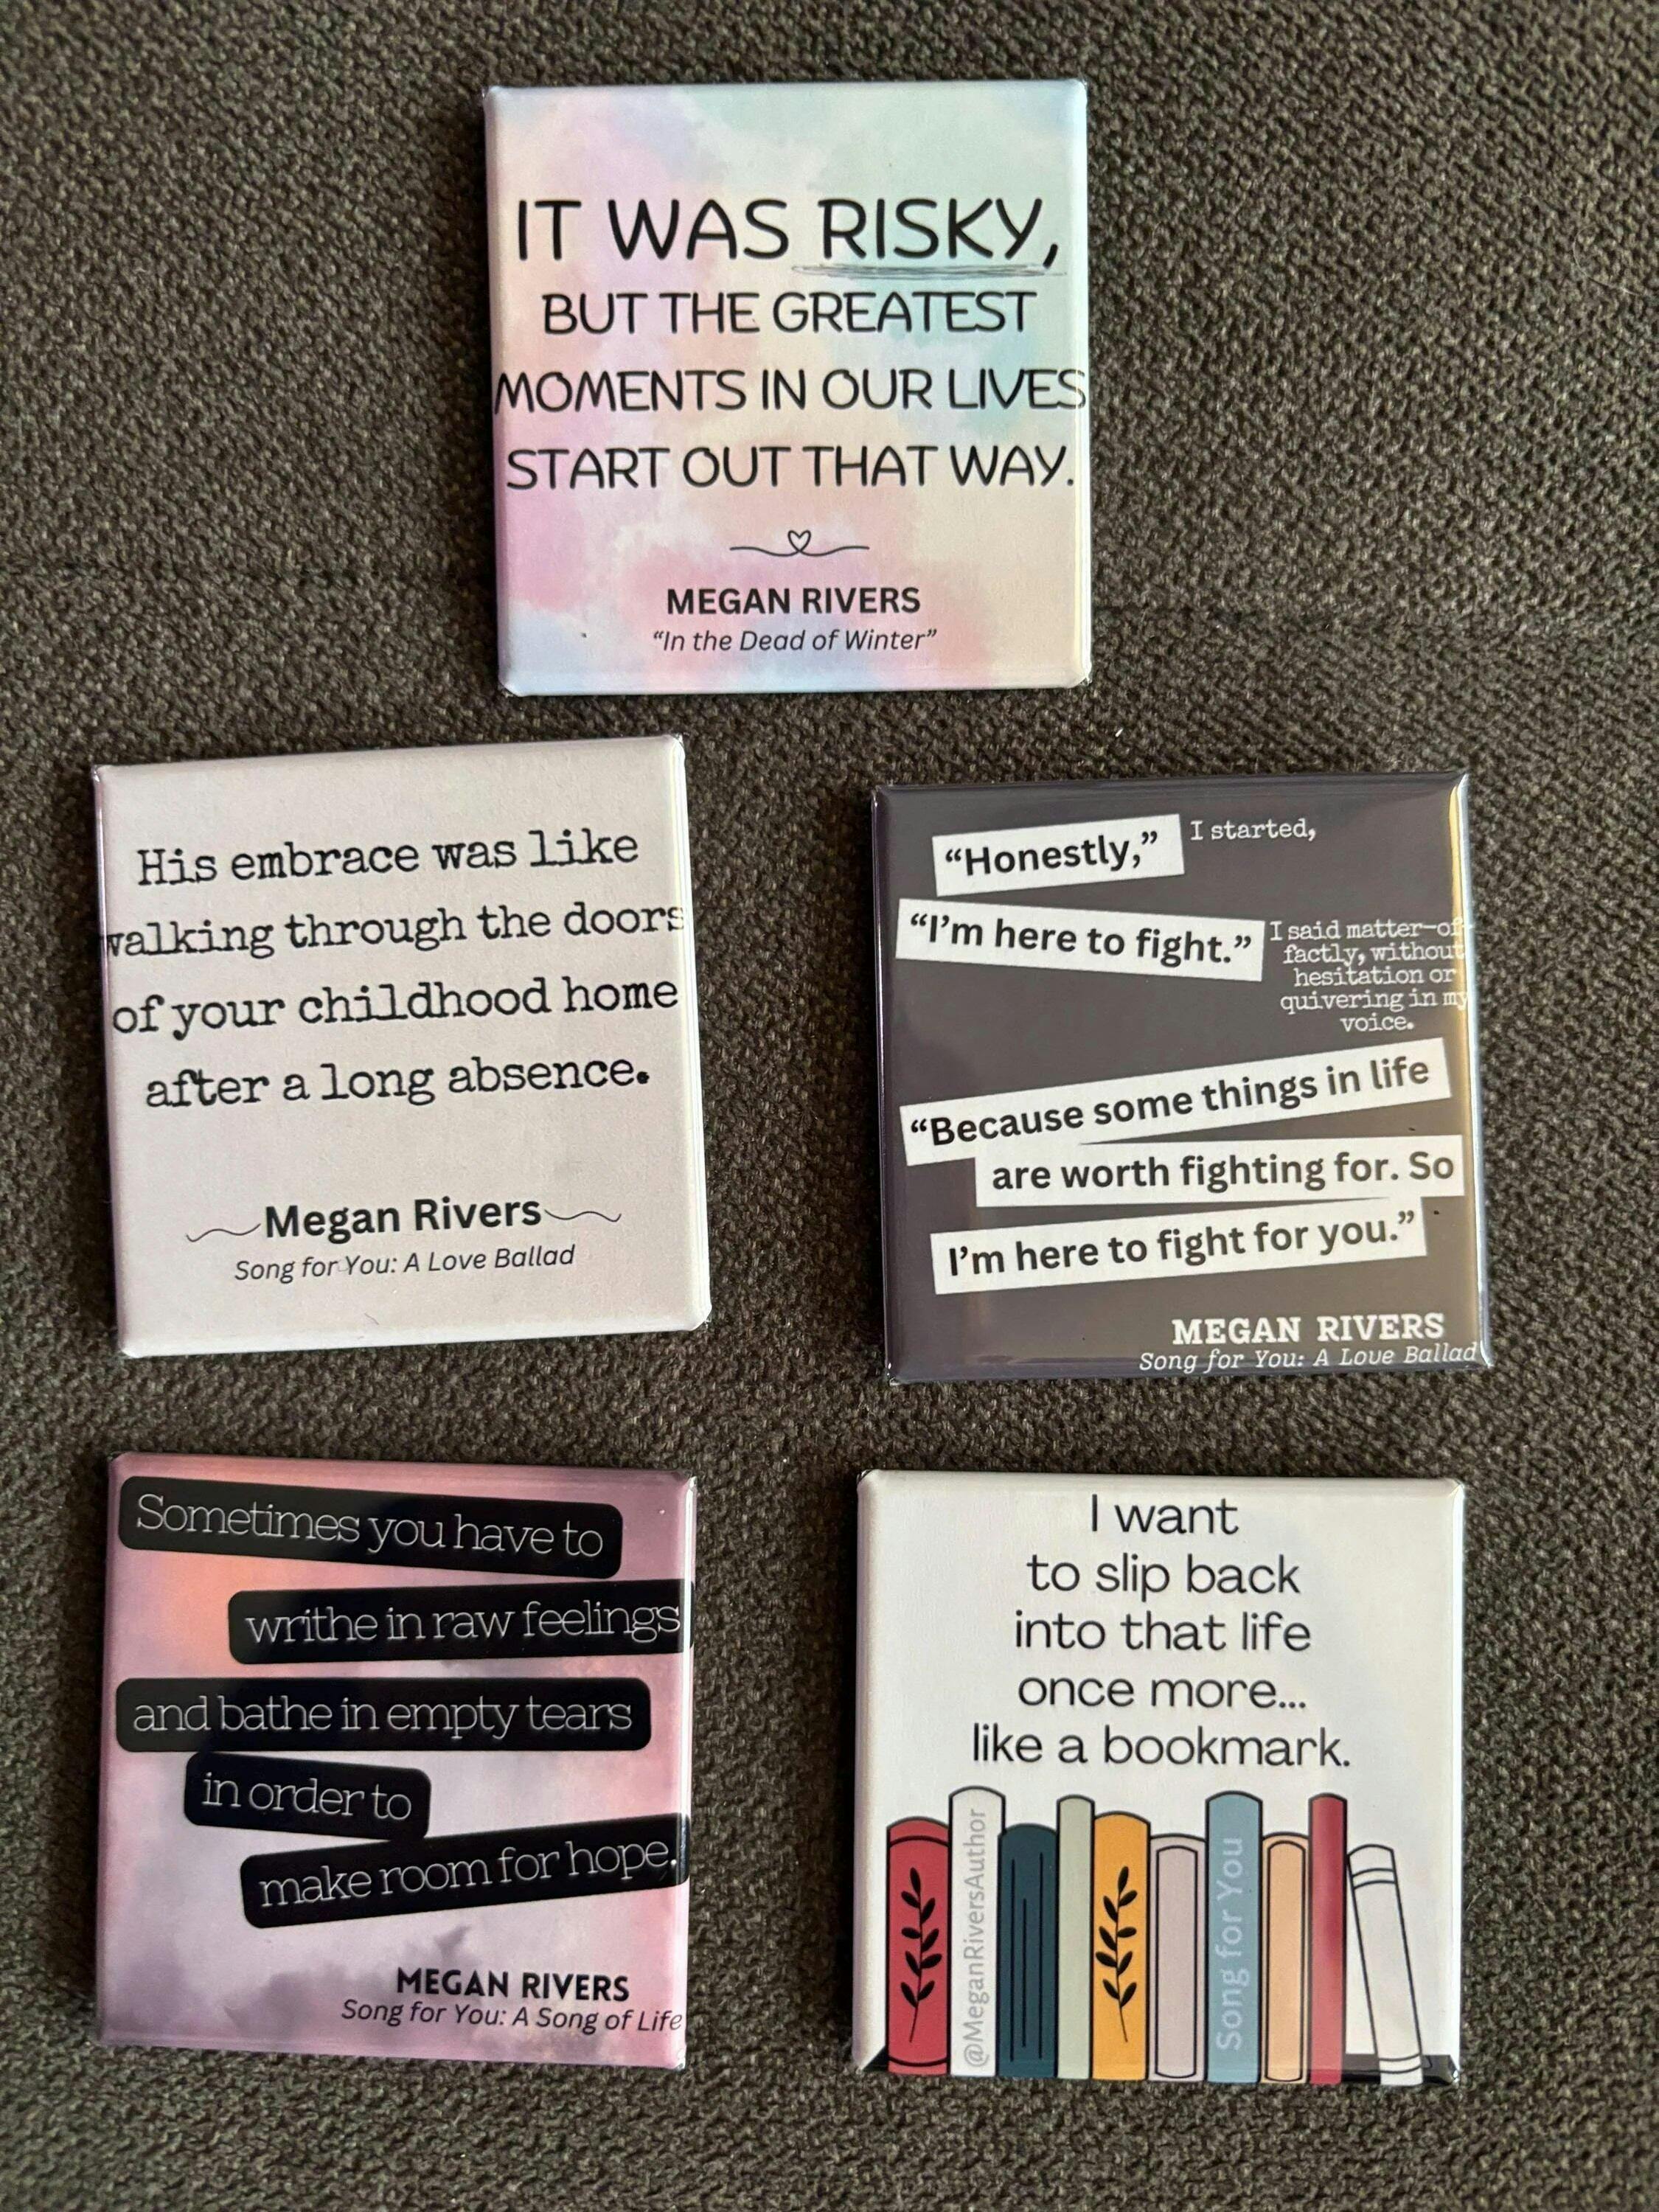 IT WAS RISKY,
BUT THE GREATEST
MOMENTS IN OUR LIVES
START OUT THAT WAY.
MEGAN RIVERS
“In the Dead of Winter”
His embrace was like
walking through the doors
of your childhood home
after a long absence.
Megan Rivers
Song for You: A Love Ballad
“Honestly,” I started,
“I’m here to fight.” I said matter-of-
factly, without
hesitation or
quivering in my
voice.
“Because some things in life
are worth fighting for. So
I’m here to fight for you.”
MEGAN RIVERS
Song for You: A Love Ballad
Sometimes you have to
writhe in raw feelings
and bathe in empty tears
in order to
make room for hope.
MEGAN RIVERS
Song for You: A Song of Life
I want
to slip back
into that life
once more...
like a bookmark.
@MeganRiversAuthor
Song for You